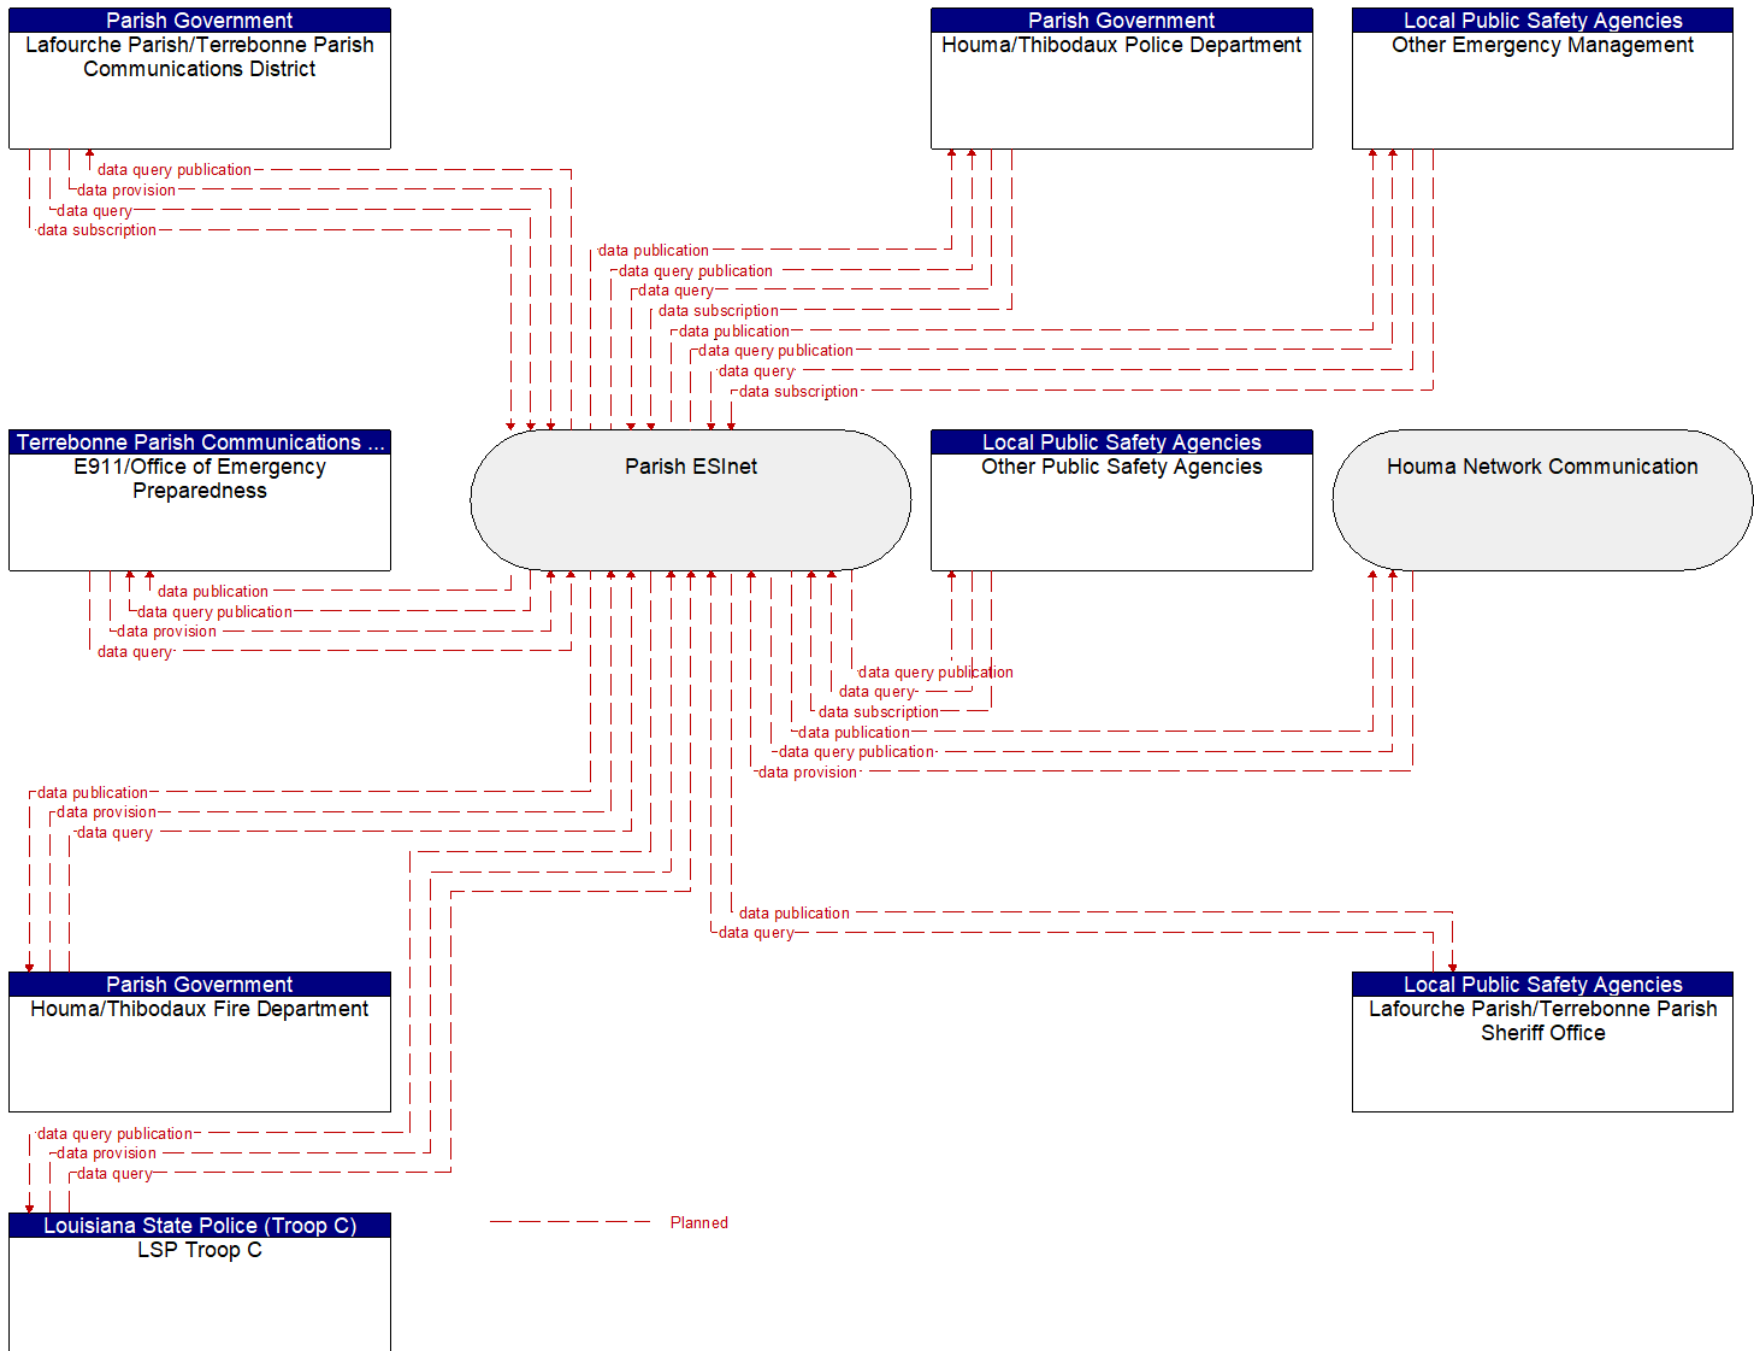 Parish Government
Lafourche Parish/Terrebonne Parish
Communications District
Parish Government
Houma/Thibodaux Police Department
Local Public Safety Agencies
Other Emergency Management
data query publication
data provision
data query
data subscription
data publication
data query publication
data query
data subscription
data publication
data query publication
data query
data subscription
Terrebonne Parish Communications ...
E911/Office of Emergency
Preparedness
Parish ESInet
Local Public Safety Agencies
Other Public Safety Agencies
Houma Network Communication
data publication
data query publication
data provision
data query
data query publication
data query
data subscription
data publication
data query publication
data provision
data publication
data provision
data query
data publication
data query
Parish Government
Houma/Thibodaux Fire Department
Local Public Safety Agencies
Lafourche Parish/Terrebonne Parish
Sheriff Office
data query publication
data provision
data query
Louisiana State Police (Troop C)
LSP Troop C
Planned